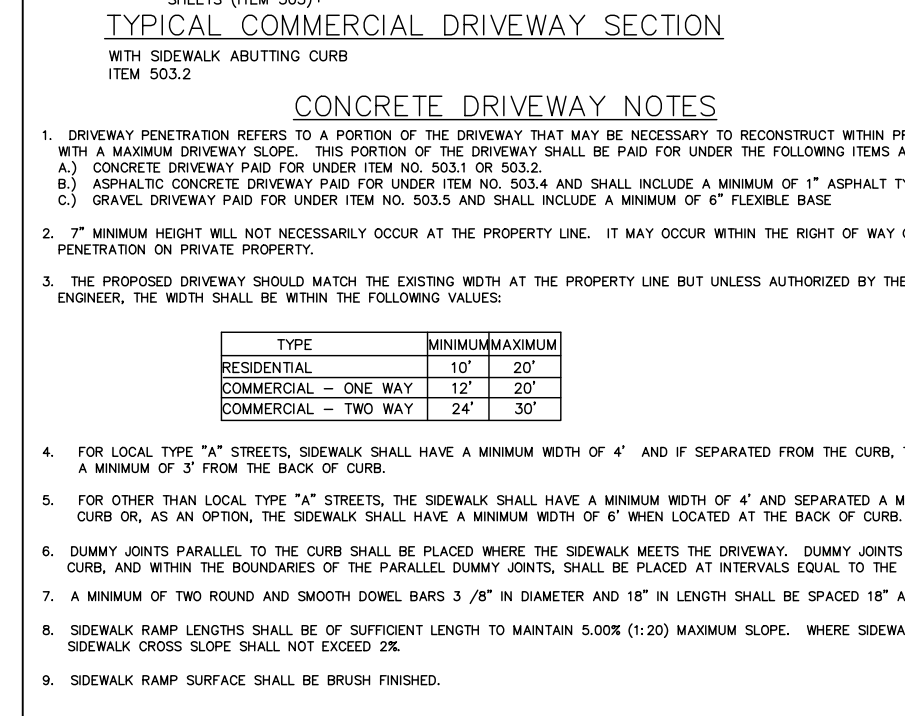 SHEETS (ITEM 503).
TYPICAL COMMERCIAL DRIVEWAY SECTION
WITH SIDEWALK ABUTTING CURB
ITEM 503.2
CONCRETE DRIVEWAY NOTES
1. DRIVEWAY PENETRATION REFERS TO A PORTION OF THE DRIVEWAY THAT MAY BE NECESSARY TO RECONSTRUCT WITHIN
WITH A MAXIMUM DRIVEWAY SLOPE. THIS PORTION OF THE DRIVEWAY SHALL BE PAID FOR UNDER THE FOLLOWING ITEMS
A.) CONCRETE DRIVEWAY PAID FOR UNDER ITEM NO. 503.1 OR 503.2.
B.) ASPHALTIC CONCRETE DRIVEWAY PAID FOR UNDER ITEM NO. 503.4 AND SHALL INCLUDE A MINIMUM OF 1" ASPHALT
C.) GRAVEL DRIVEWAY PAID FOR UNDER ITEM NO. 503.5 AND SHALL INCLUDE A MINIMUM OF 6" FLEXIBLE BASE
2. 7" MINIMUM HEIGHT WILL NOT NECESSARILY OCCUR AT THE PROPERTY LINE. IT MAY OCCUR WITHIN THE RIGHT OF WAY
PENETRATION ON PRIVATE PROPERTY.
3. THE PROPOSED DRIVEWAY SHOULD MATCH THE EXISTING WIDTH AT THE PROPERTY LINE BUT UNLESS AUTHORIZED BY THE
ENGINEER, THE WIDTH SHALL BE WITHIN THE FOLLOWING VALUES:
TYPE MINIMUM MAXIMUM
RESIDENTIAL 10' 20'
COMMERCIAL - ONE WAY 12' 20'
COMMERCIAL - TWO WAY 24' 30'
4. FOR LOCAL TYPE "A" STREETS, SIDEWALK SHALL HAVE A MINIMUM WIDTH OF 4' AND IF SEPARATED FROM THE CURB,
A MINIMUM OF 3' FROM THE BACK OF CURB.
5. FOR OTHER THAN LOCAL TYPE "A" STREETS, THE SIDEWALK SHALL HAVE A MINIMUM WIDTH OF 4' AND SEPARATED A
CURB OR, AS AN OPTION, THE SIDEWALK SHALL HAVE A MINIMUM WIDTH OF 6' WHEN LOCATED AT THE BACK OF CURB.
6. DUMMY JOINTS PARALLEL TO THE CURB SHALL BE PLACED WHERE THE SIDEWALK MEETS THE DRIVEWAY. DUMMY JOINTS
CURB, AND WITHIN THE BOUNDARIES OF THE PARALLEL DUMMY JOINTS, SHALL BE PLACED AT INTERVALS EQUAL TO THE
7. A MINIMUM OF TWO ROUND AND SMOOTH DOWEL BARS 3 /8" IN DIAMETER AND 18" IN LENGTH SHALL BE SPACED 18"
8. SIDEWALK RAMP LENGTHS SHALL BE OF SUFFICIENT LENGTH TO MAINTAIN 5.00% (1:20) MAXIMUM SLOPE. WHERE
SIDEWALK CROSS SLOPE SHALL NOT EXCEED 2%.
9. SIDEWALK RAMP SURFACE SHALL BE BRUSH FINISHED.